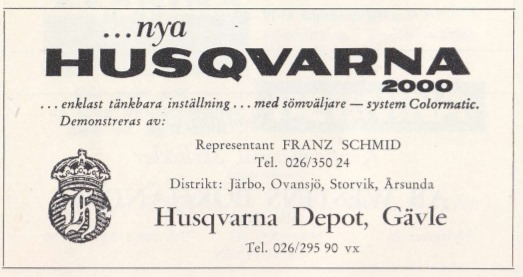 ...nya
HUSQVARNA
2000
... enklast tänkbara inställning ... med sömväljare — system Colormatic.
Demonstreras av:
Representant FRANZ SCHMID
Tel. 026/350 24
Distrikt: Järbo, Ovansjö, Storvik, Årsunda
Husqvarna Depot, Gävle
Tel. 026/295 90 vx
H